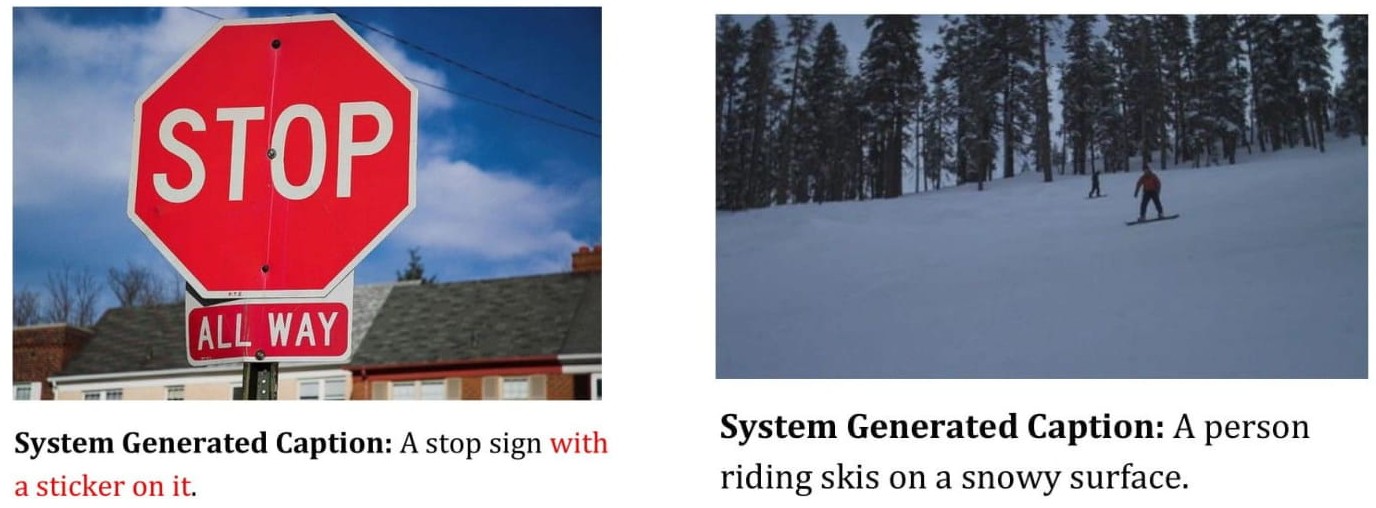 STOP
ALL WAY
System Generated Caption: A stop sign with
a sticker on it.
System Generated Caption: A person
riding skis on a snowy surface.